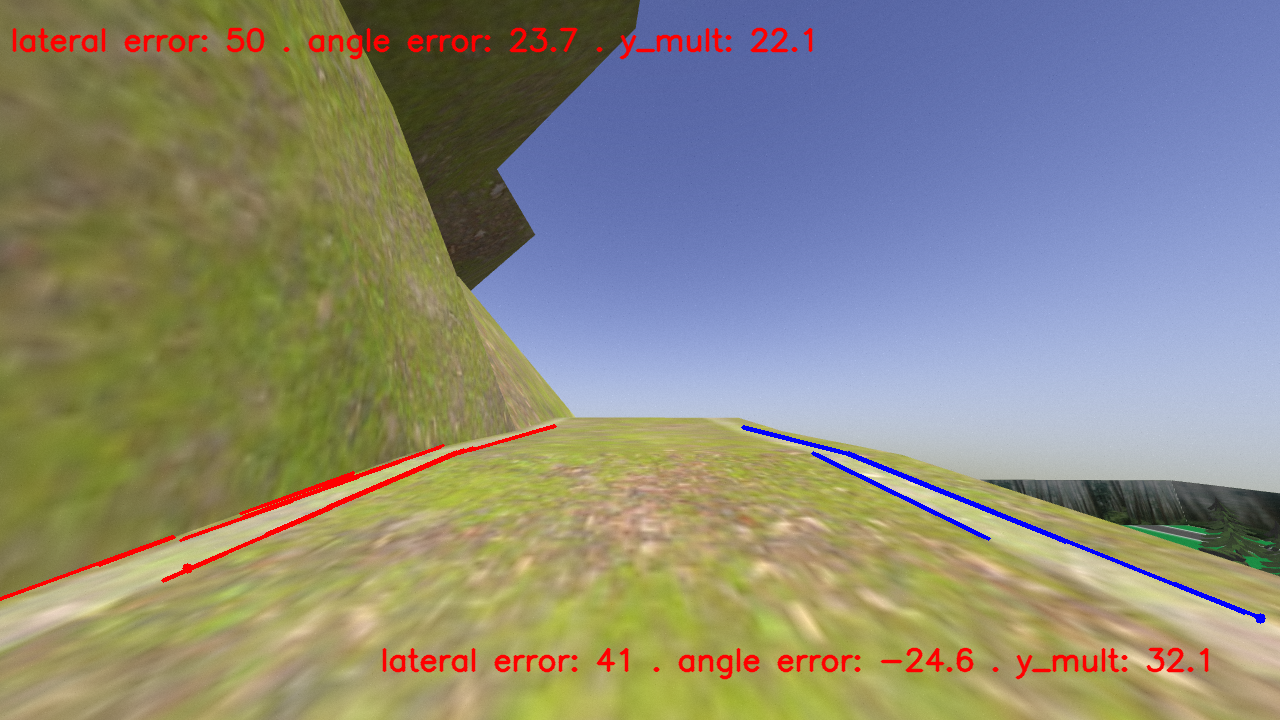 lateral error: 50 . angle error: 23.7 . y_mult: 22.1
lateral error: 41 . angle error: -24.6 . y_mult: 32.1